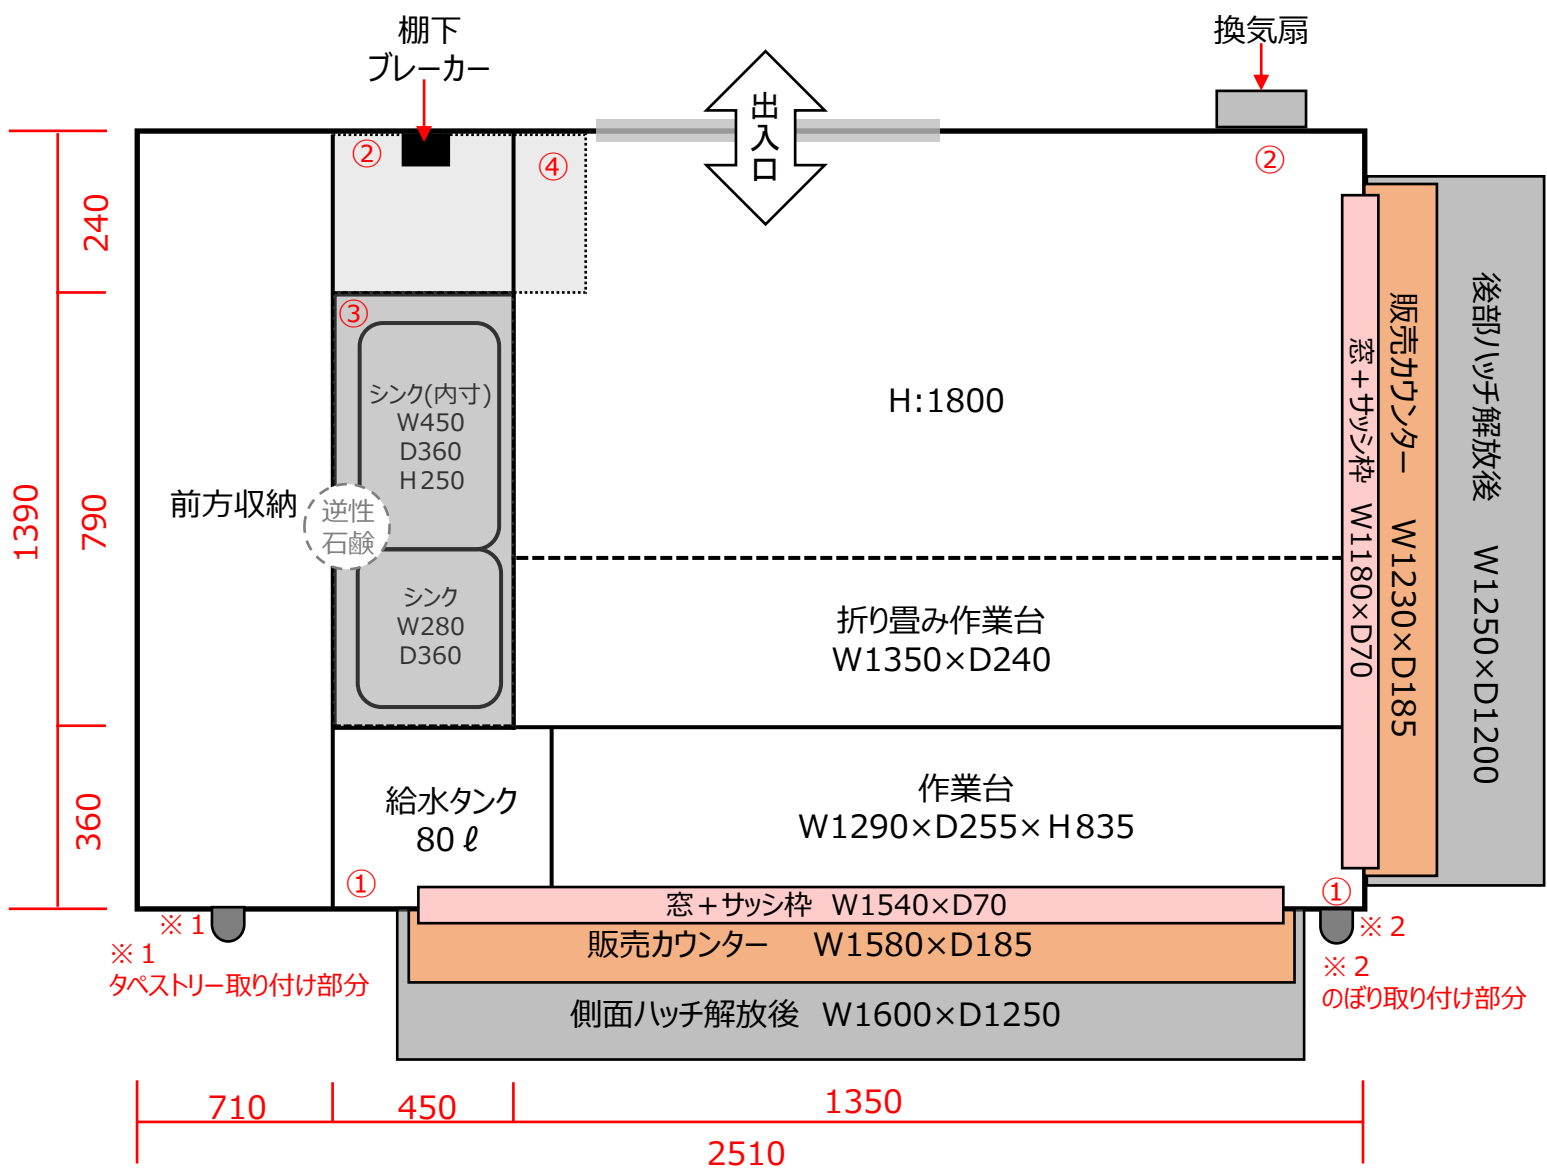 棚下
ブレーカー
換気扇
出入口
②
④
②
240
③
シンク(内寸)
W450
D360
H250
H:1800
窓+サッシ枠 W1180×D70
販売カウンター W1230×D185
後部ハッチ解放後 W1250×D1200
1390
790
前方収納
逆性
石鹸
シンク
W280
D360
折り畳み作業台
W1350×D240
360
給水タンク
80ℓ
作業台
W1290×D255×H835
①
①
窓+サッシ枠 W1540×D70
※1
※2
販売カウンター W1580×D185
※1
タペストリー取り付け部分
※2
のぼり取り付け部分
側面ハッチ解放後 W1600×D1250
710
450
1350
2510